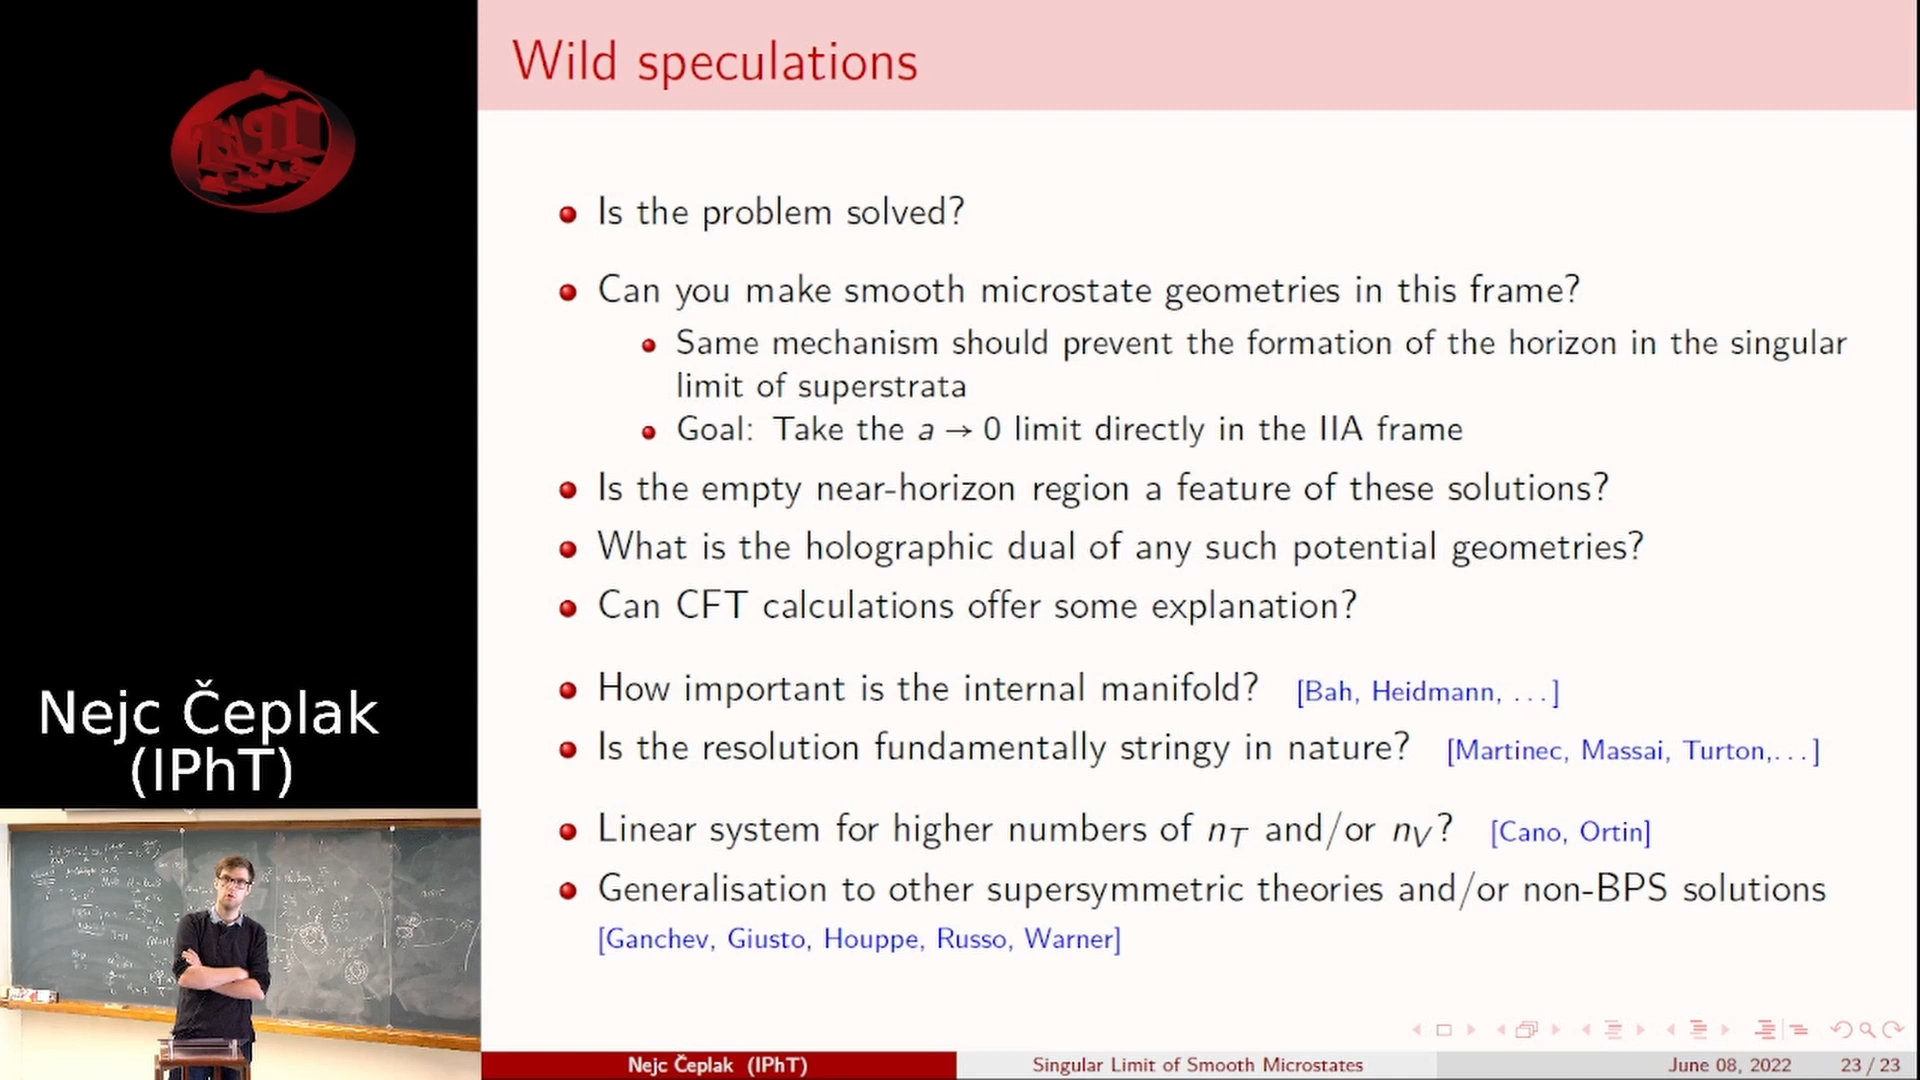 Wild speculations
Is the problem solved?
Can you make smooth microstate geometries in this frame?
Same mechanism should prevent the formation of the horizon in the singular
limit of superstrata
Goal: Take the a → 0 limit directly in the IIA frame
Is the empty near-horizon region a feature of these solutions?
What is the holographic dual of any such potential geometries?
Can CFT calculations offer some explanation?
How important is the internal manifold? [Bah, Heidmann, ...]
Is the resolution fundamentally stringy in nature? [Martinec, Massai, Turton,...]
Linear system for higher numbers of n_T and/or n_V? [Cano, Ortin]
Generalisation to other supersymmetric theories and/or non-BPS solutions
[Ganchev, Giusto, Houppe, Russo, Warner]
Nejc Čeplak
(IPhT)
Nejc Čeplak (IPhT)
Singular Limit of Smooth Microstates
June 08, 2022
23 / 23